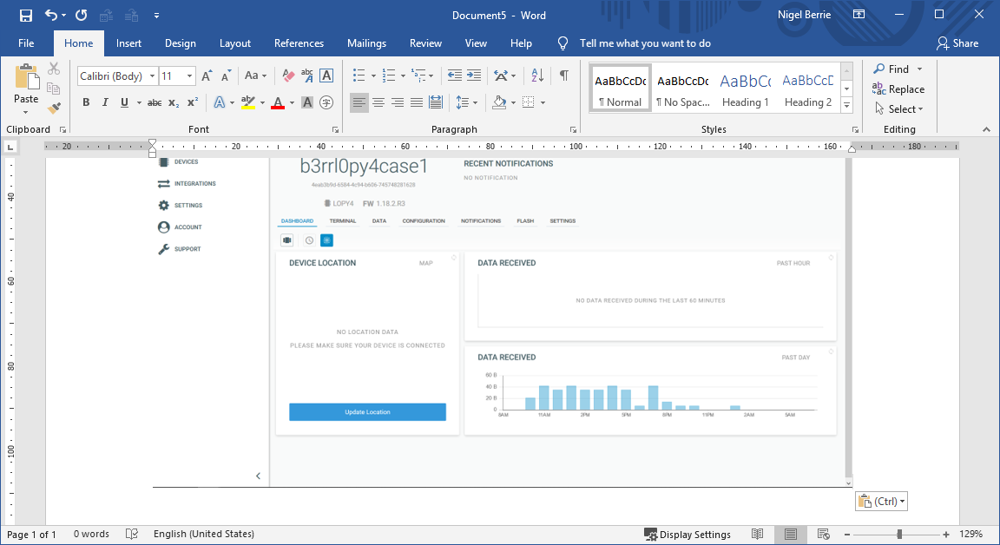 Document5 - Word
Nigel Berrie
File Home Insert Design Layout References Mailings Review View Help Tell me what you want to do Share
Paste
Clipboard
Calibri (Body) 11 A A Aa abc A
B I U abc x₂ x² A ab A A 字
Font
Paragraph
AaBbCcDc AaBbCcDc AaBbCc AaBbCcD
¶ Normal ¶ No Spac... Heading 1 Heading 2
Styles
Find
Replace
Select
Editing
20 20 40 60 80 100 120 140 160 180
40
60
80
100
DEVICES
INTEGRATIONS
SETTINGS
ACCOUNT
SUPPORT
b3rrl0py4case1
4eab3b9d-6584-4c94-b606-745748281628
LOPY4 FW 1.18.2.R3
RECENT NOTIFICATIONS
NO NOTIFICATION
DASHBOARD TERMINAL DATA CONFIGURATION NOTIFICATIONS FLASH SETTINGS
DEVICE LOCATION MAP
NO LOCATION DATA
PLEASE MAKE SURE YOUR DEVICE IS CONNECTED
Update Location
DATA RECEIVED PAST HOUR
NO DATA RECEIVED DURING THE LAST 60 MINUTES
DATA RECEIVED PAST DAY
60 B
40 B
20 B
0
8AM 11AM 2PM 5PM 8PM 11PM 2AM 5AM
(Ctrl)
Page 1 of 1 0 words English (United States) Display Settings 129%